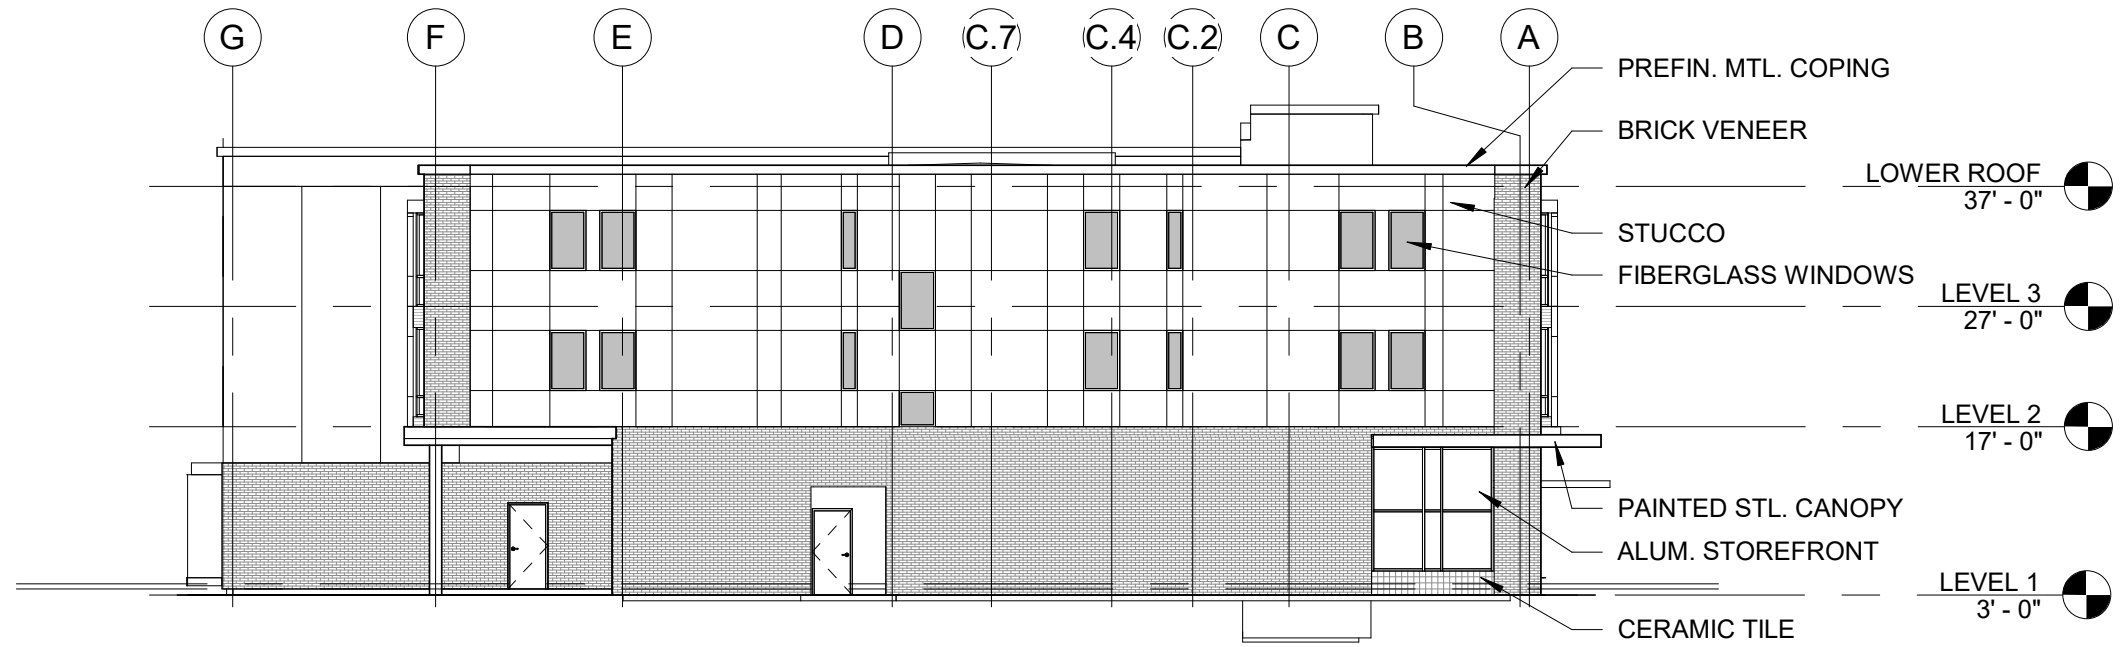 G F E D C.7 C.4 C.2 C B A
PREFIN. MTL. COPING
BRICK VENEER
LOWER ROOF
37' - 0"
STUCCO
FIBERGLASS WINDOWS
LEVEL 3
27' - 0"
LEVEL 2
17' - 0"
PAINTED STL. CANOPY
ALUM. STOREFRONT
LEVEL 1
3' - 0"
CERAMIC TILE